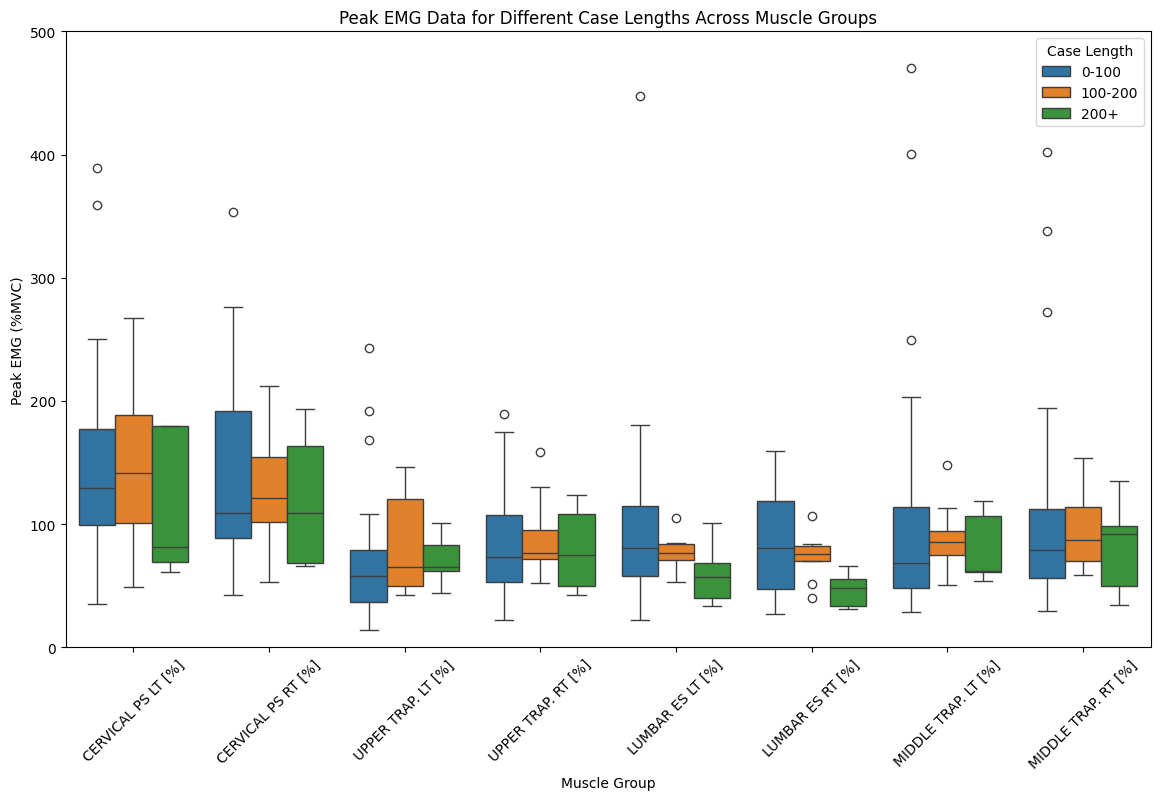 Peak EMG Data for Different Case Lengths Across Muscle Groups
Peak EMG (%MVC)
500
400
300
200
100
0
Case Length
0-100
100-200
200+
CERVICAL PS LT [%]
CERVICAL PS RT [%]
UPPER TRAP. LT [%]
UPPER TRAP. RT [%]
LUMBAR ES LT [%]
LUMBAR ES RT [%]
MIDDLE TRAP. LT [%]
MIDDLE TRAP. RT [%]
Muscle Group